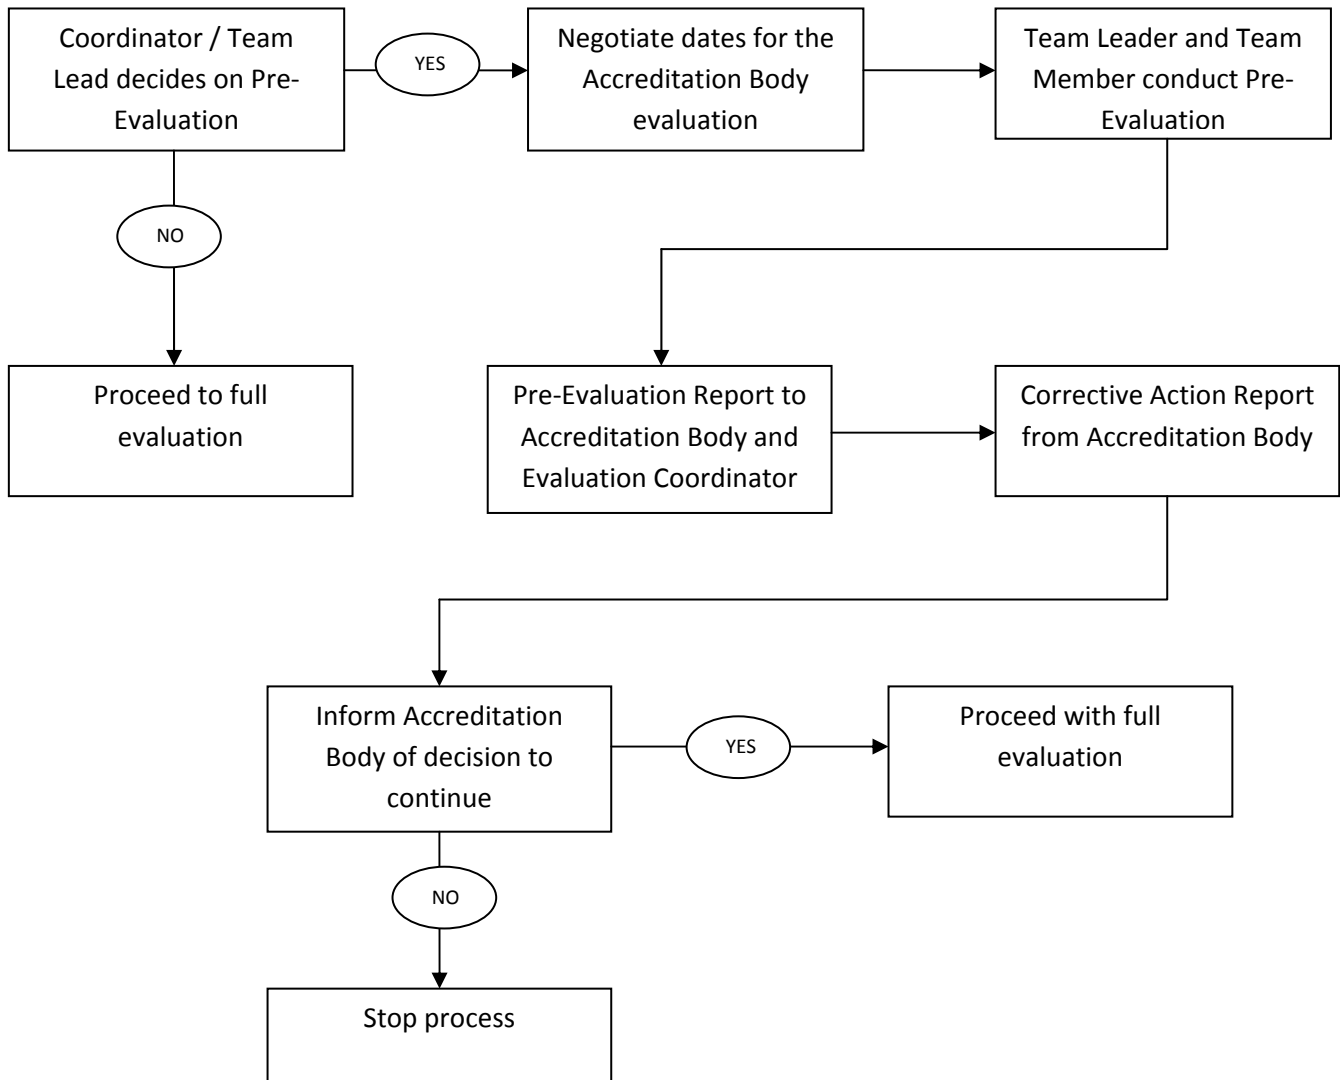 Coordinator / Team
Lead decides on Pre-
Evaluation
YES
Negotiate dates for the
Accreditation Body
evaluation
Team Leader and Team
Member conduct Pre-
Evaluation
NO
Proceed to full
evaluation
Pre-Evaluation Report to
Accreditation Body and
Evaluation Coordinator
Corrective Action Report
from Accreditation Body
Inform Accreditation
Body of decision to
continue
YES
Proceed with full
evaluation
NO
Stop process